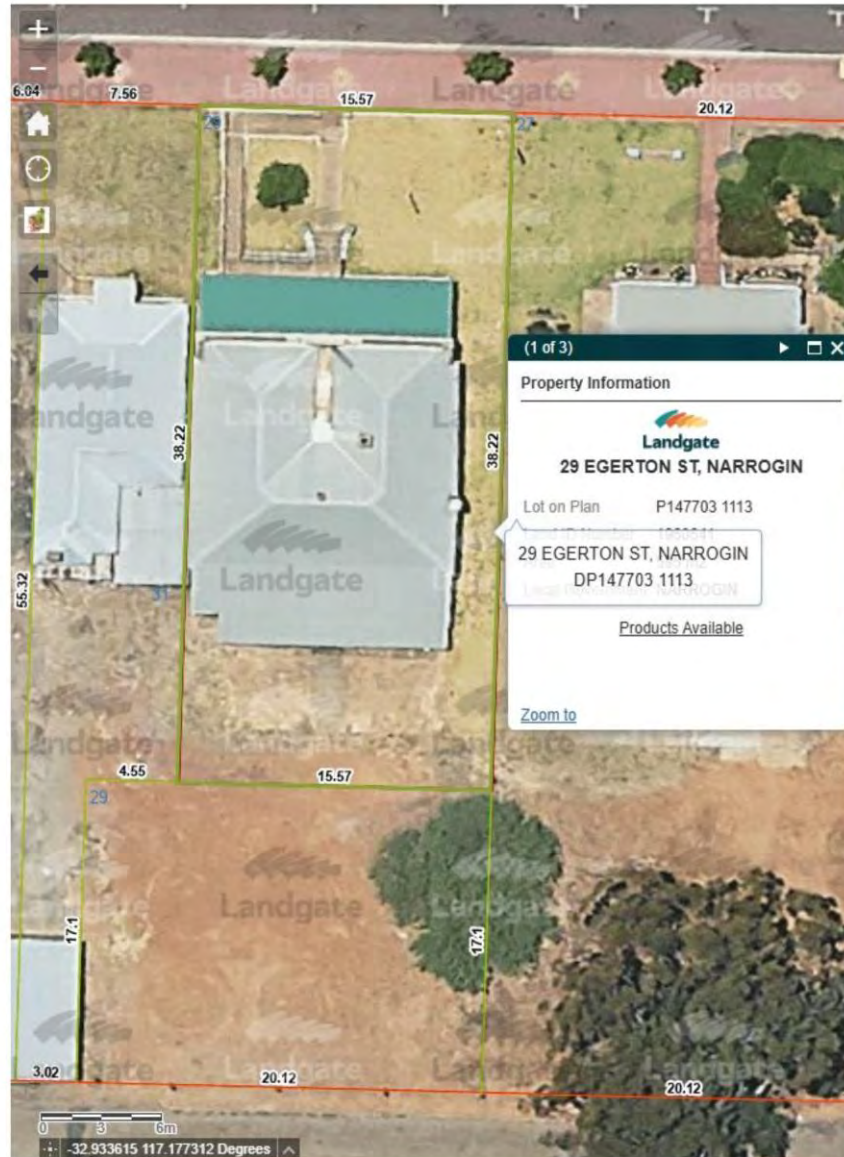 +
−
6.04
7.56
15.57
20.12
27
38.22
38.22
55.32
31
(1 of 3)
Property Information
Landgate
29 EGERTON ST, NARROGIN
Lot on Plan P147703 1113
29 EGERTON ST, NARROGIN
DP147703 1113
NARROGIN
Products Available
Zoom to
4.55
15.57
29
17.1
17.1
3.02
20.12
20.12
0 3 6m
-32.933615 117.177312 Degrees
Landgate